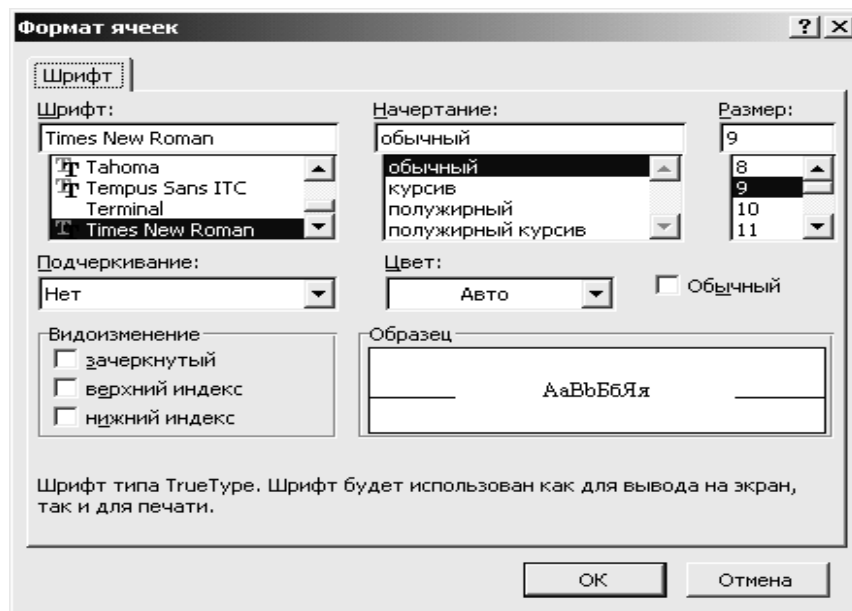 Формат ячеек
Шрифт
Шрифт:
Начертание:
Размер:
Times New Roman
обычный
9
Tahoma
Tempus Sans ITC
Terminal
Times New Roman
обычный
курсив
полужирный
полужирный курсив
8
9
10
11
Подчеркивание:
Цвет:
Нет
Авто
Обычный
Видоизменение
зачеркнутый
верхний индекс
нижний индекс
Образец
АаВbБбЯя
Шрифт типа TrueType. Шрифт будет использован как для вывода на экран,
так и для печати.
ОК
Отмена